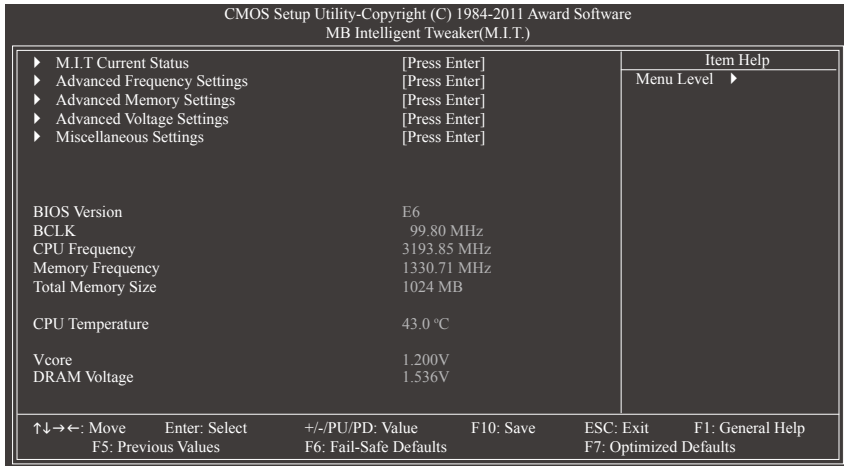 CMOS Setup Utility-Copyright (C) 1984-2011 Award Software
MB Intelligent Tweaker(M.I.T.)
M.I.T Current Status [Press Enter]
Advanced Frequency Settings [Press Enter]
Advanced Memory Settings [Press Enter]
Advanced Voltage Settings [Press Enter]
Miscellaneous Settings [Press Enter]
Item Help
Menu Level
BIOS Version E6
BCLK 99.80 MHz
CPU Frequency 3193.85 MHz
Memory Frequency 1330.71 MHz
Total Memory Size 1024 MB
CPU Temperature 43.0 °C
Vcore 1.200V
DRAM Voltage 1.536V
↑↓→←: Move Enter: Select +/-/PU/PD: Value F10: Save ESC: Exit F1: General Help
F5: Previous Values F6: Fail-Safe Defaults F7: Optimized Defaults